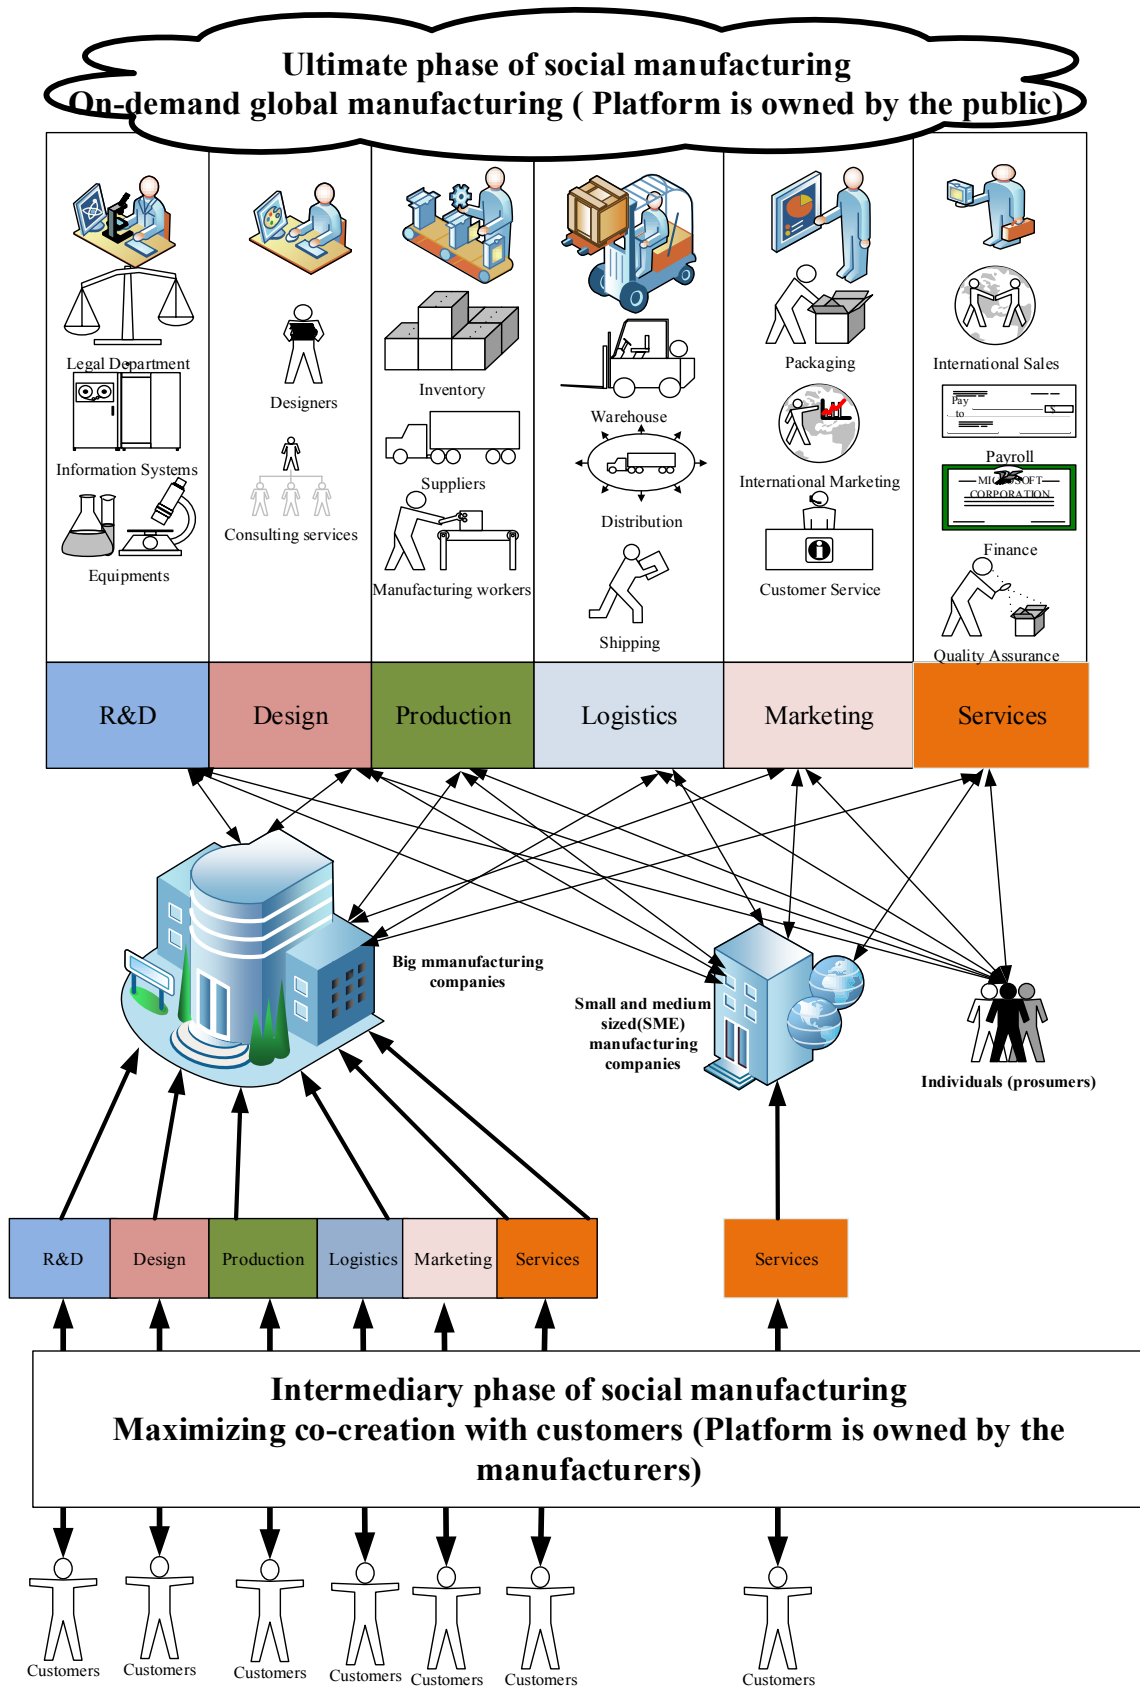 Ultimate phase of social manufacturing
On-demand global manufacturing ( Platform is owned by the public)
Legal Department
Information Systems
Equipments
Designers
Consulting services
Inventory
Suppliers
Manufacturing workers
Warehouse
Distribution
Shipping
Packaging
International Marketing
Customer Service
International Sales
Pay
to
$
Payroll
MICROSOFT
CORPORATION
Finance
Quality Assurance
R&D
Design
Production
Logistics
Marketing
Services
Big mmanufacturing
companies
Small and medium
sized(SME)
manufacturing
companies
Individuals (prosumers)
R&D
Design
Production
Logistics
Marketing
Services
Services
Intermediary phase of social manufacturing
Maximizing co-creation with customers (Platform is owned by the
manufacturers)
Customers
Customers
Customers
Customers
Customers
Customers
Customers